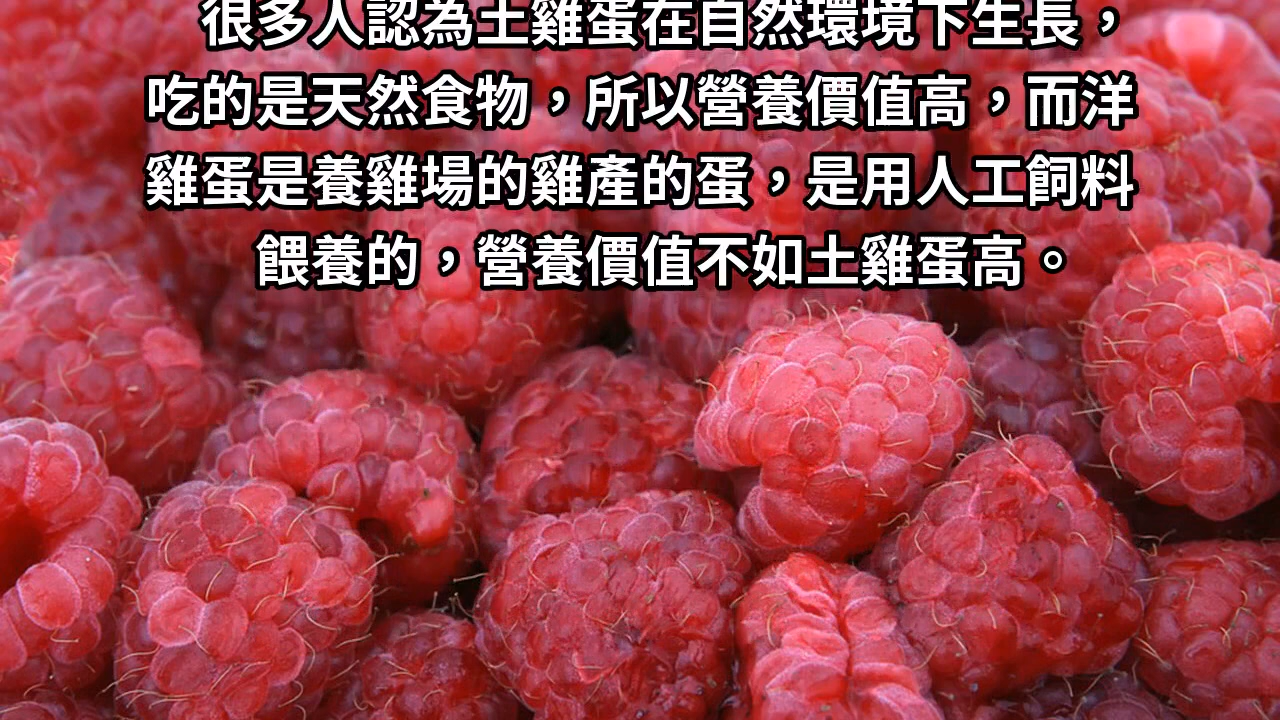 很多人認為土雞蛋在自然環境下生長，
吃的是天然食物，所以營養價值高，而洋
雞蛋是養雞場的雞產的蛋，是用人工飼料
餵養的，營養價值不如土雞蛋高。